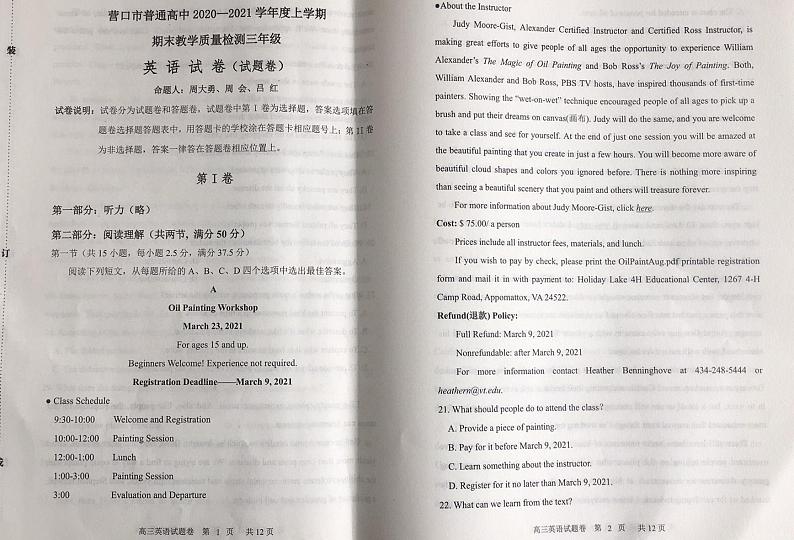 装
订
营口市普通高中2020—2021学年度上学期
期末教学质量检测三年级
英 语 试 卷（试题卷）
命题人：周大勇、周 会、吕 红
试卷说明：试卷分为试题卷和答题卷，试题卷中第 I 卷为选择题，答案选项填在答
题卷选择题答题表中，用答题卡的学校涂在答题卡相应题号上；第 II 卷
为非选择题，答案一律答在答题卷相应位置上。
第 I 卷
第一部分：听力（略）
第二部分：阅读理解（共两节, 满分 50 分）
第一节（共 15 小题，每小题 2.5 分，满分 37.5 分）
阅读下列短文，从每题所给的 A、B、C、D 四个选项中选出最佳答案。
A
Oil Painting Workshop
March 23, 2021
For ages 15 and up.
Beginners Welcome! Experience not required.
Registration Deadline——March 9, 2021
● Class Schedule
9:30-10:00 Welcome and Registration
10:00-12:00 Painting Session
12:00-1:00 Lunch
1:00-3:00 Painting Session
3:00 Evaluation and Departure
高三英语试题卷 第 1 页 共 12 页
●About the Instructor
Judy Moore-Gist, Alexander Certified Instructor and Certified Ross Instructor, is
making great efforts to give people of all ages the opportunity to experience William
Alexander's The Magic of Oil Painting and Bob Ross's The Joy of Painting. Both,
William Alexander and Bob Ross, PBS TV hosts, have inspired thousands of first-time
painters. Showing the "wet-on-wet" technique encouraged people of all ages to pick up a
brush and put their dreams on canvas(画布). Judy will do the same, and you are welcome
to take a class and see for yourself. At the end of just one session you will be amazed at
the beautiful painting that you create in just a few hours. You will become more aware of
beautiful cloud shapes and colors you ignored before. There is nothing more inspiring
than seeing a beautiful scenery that you paint and others will treasure forever.
For more information about Judy Moore-Gist, click here.
Cost: $ 75.00/ a person
Prices include all instructor fees, materials, and lunch.
If you wish to pay by check, please print the OilPaintAug.pdf printable registration
form and mail it in with payment to: Holiday Lake 4H Educational Center, 1267 4-H
Camp Road, Appomattox, VA 24522.
Refund(退款) Policy:
Full Refund: March 9, 2021
Nonrefundable: after March 9, 2021
For more information contact Heather Benninghove at 434-248-5444 or
heathern@vt.edu.
21. What should people do to attend the class?
A. Provide a piece of painting.
B. Pay for it before March 9, 2021.
C. Learn something about the instructor.
D. Register for it no later than March 9, 2021.
22. What can we learn from the text?
高三英语试题卷 第 2 页 共 12 页